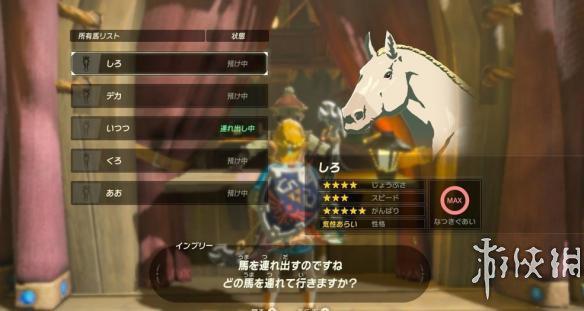 所有馬リスト 状態
しろ 預け中
デカ 預け中
いつつ 連れ出し中
くろ 預け中
あお 預け中
しろ
★★★★ じょうぶさ
★★★ スピード
★★★★★ がんばり
気性あらい 性格
MAX
なつきぐあい
インブリー
馬を連れ出すのですね
どの馬を連れて行きますか？
游侠網